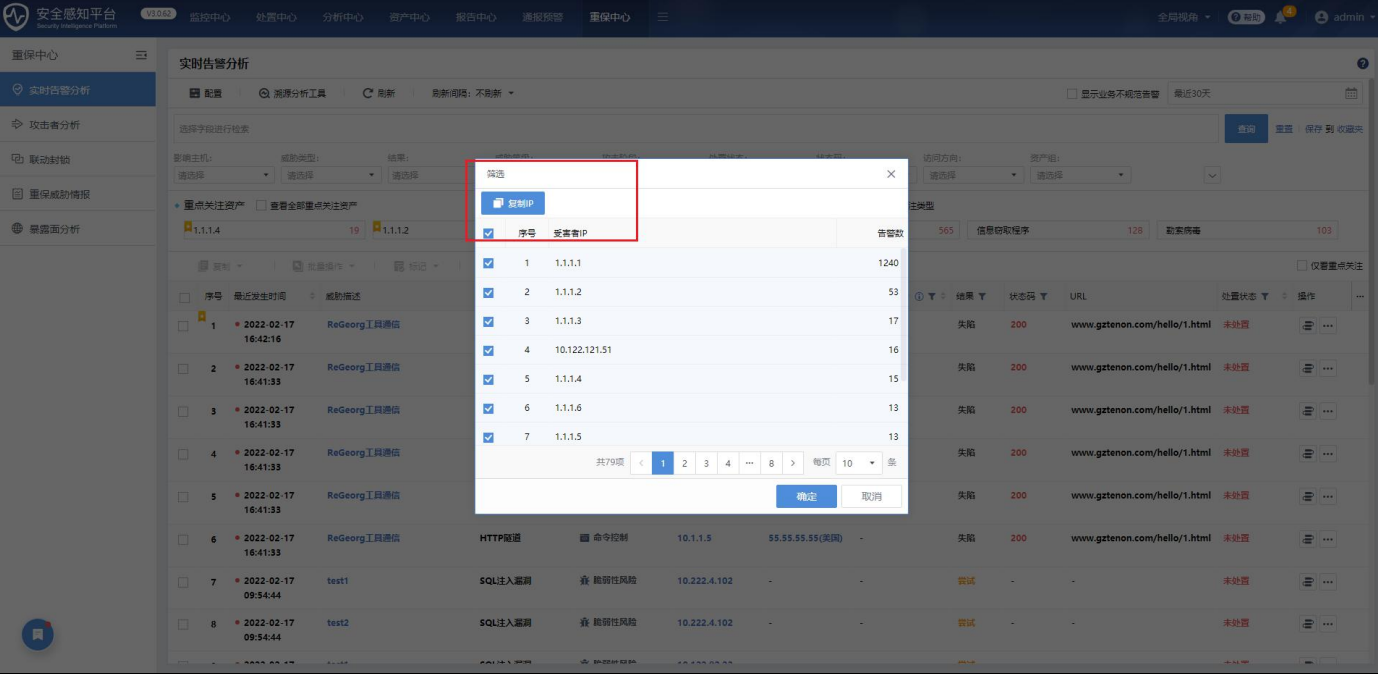 安全感知平台 V3.0.62 监控中心 处置中心 分析中心 资产中心 报告中心 通报预警 重保中心 全局视角 帮助 4 admin
Security Intelligence Platform
重保中心
实时告警分析
攻击者分析
联动封锁
重保威胁情报
暴露面分析
实时告警分析
配置 溯源分析工具 刷新 刷新间隔: 不刷新 显示业务不规范告警 最近30天
选择字段进行检索 查询 重置 保存 到 收藏夹
影响主机: 威胁类型: 结果: 访问方向: 资产组:
请选择 请选择 请选择 请选择 请选择
重点关注资产 查看全部重点关注资产 注类型
1.1.1.4 19 1.1.1.2 565 信息窃取程序 128 勒索病毒 103
复制 批量操作 标记 仅看重点关注
序号 最近发生时间 威胁描述 结果 状态码 URL 处置状态 操作
1 2022-02-17 16:42:16 ReGeorg工具通信 失陷 200 www.gztenon.com/hello/1.html 未处置
2 2022-02-17 16:41:33 ReGeorg工具通信 失陷 200 www.gztenon.com/hello/1.html 未处置
3 2022-02-17 16:41:33 ReGeorg工具通信 失陷 200 www.gztenon.com/hello/1.html 未处置
4 2022-02-17 16:41:33 ReGeorg工具通信 失陷 200 www.gztenon.com/hello/1.html 未处置
5 2022-02-17 16:41:33 ReGeorg工具通信 失陷 200 www.gztenon.com/hello/1.html 未处置
6 2022-02-17 16:41:33 ReGeorg工具通信 HTTP隧道 命令控制 10.1.1.5 55.55.55.55(美国) - 失陷 200 www.gztenon.com/hello/1.html 未处置
7 2022-02-17 09:54:44 test1 SQL注入漏洞 脆弱性风险 10.222.4.102 - - 尝试 - - 未处置
8 2022-02-17 09:54:44 test2 SQL注入漏洞 脆弱性风险 10.222.4.102 - - 尝试 - - 未处置
筛选
复制IP
序号 受害者IP 告警数
1 1.1.1.1 1240
2 1.1.1.2 53
3 1.1.1.3 17
4 10.122.121.51 16
5 1.1.1.4 15
6 1.1.1.6 13
7 1.1.1.5 13
共79项 1 2 3 4 ... 8 每页 10 条
确定 取消